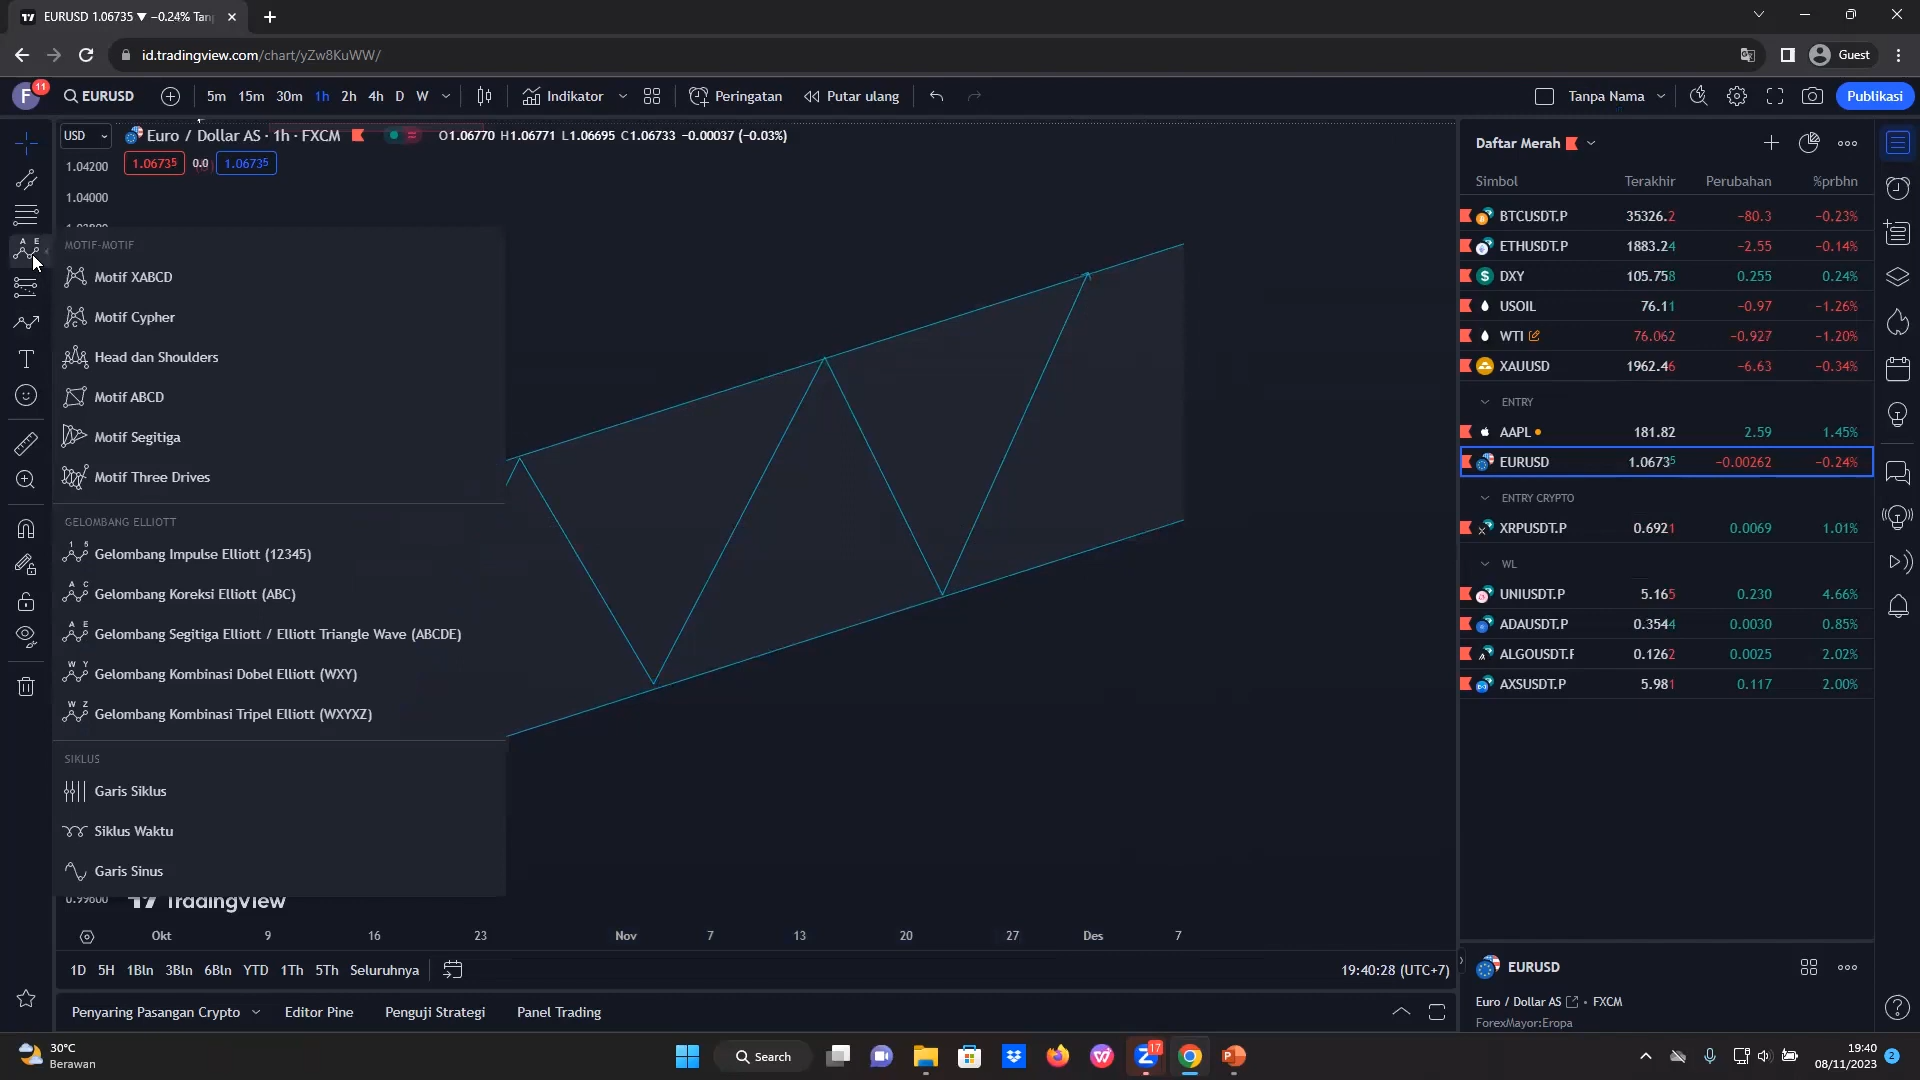 EURUSD 1.06735 ▼ −0.24% Tanp
id.tradingview.com/chart/yZw8KuWW/
Guest
F 11 EURUSD 5m 15m 30m 1h 2h 4h D W Indikator Peringatan Putar ulang Tanpa Nama Publikasi
USD Euro / Dollar AS · 1h · FXCM O1.06770 H1.06771 L1.06695 C1.06733 −0.00037 (−0.03%)
1.06735 0.0 1.06735
1.04200
1.04000
MOTIF-MOTIF
Motif XABCD
Motif Cypher
Head dan Shoulders
Motif ABCD
Motif Segitiga
Motif Three Drives
GELOMBANG ELLIOTT
Gelombang Impulse Elliott (12345)
Gelombang Koreksi Elliott (ABC)
Gelombang Segitiga Elliott / Elliott Triangle Wave (ABCDE)
Gelombang Kombinasi Dobel Elliott (WXY)
Gelombang Kombinasi Tripel Elliott (WXYXZ)
SIKLUS
Garis Siklus
Siklus Waktu
Garis Sinus
TradingView
Okt 9 16 23 Nov 7 13 20 27 Des 7
1D 5H 1Bln 3Bln 6Bln YTD 1Th 5Th Seluruhnya 19:40:28 (UTC+7)
Penyaring Pasangan Crypto Editor Pine Penguji Strategi Panel Trading
Daftar Merah
Simbol Terakhir Perubahan %prbhn
BTCUSDT.P 35326.2 −80.3 −0.23%
ETHUSDT.P 1883.24 −2.55 −0.14%
DXY 105.758 0.255 0.24%
USOIL 76.11 −0.97 −1.26%
WTI 76.062 −0.927 −1.20%
XAUUSD 1962.46 −6.63 −0.34%
ENTRY
AAPL 181.82 2.59 1.45%
EURUSD 1.06735 −0.00262 −0.24%
ENTRY CRYPTO
XRPUSDT.P 0.6921 0.0069 1.01%
WL
UNIUSDT.P 5.165 0.230 4.66%
ADAUSDT.P 0.3544 0.0030 0.85%
ALGOUSDT.F 0.1262 0.0025 2.02%
AXSUSDT.P 5.981 0.117 2.00%
EURUSD
Euro / Dollar AS • FXCM
ForexMayor:Eropa
30°C
Berawan
Search
17
19:40
08/11/2023
2